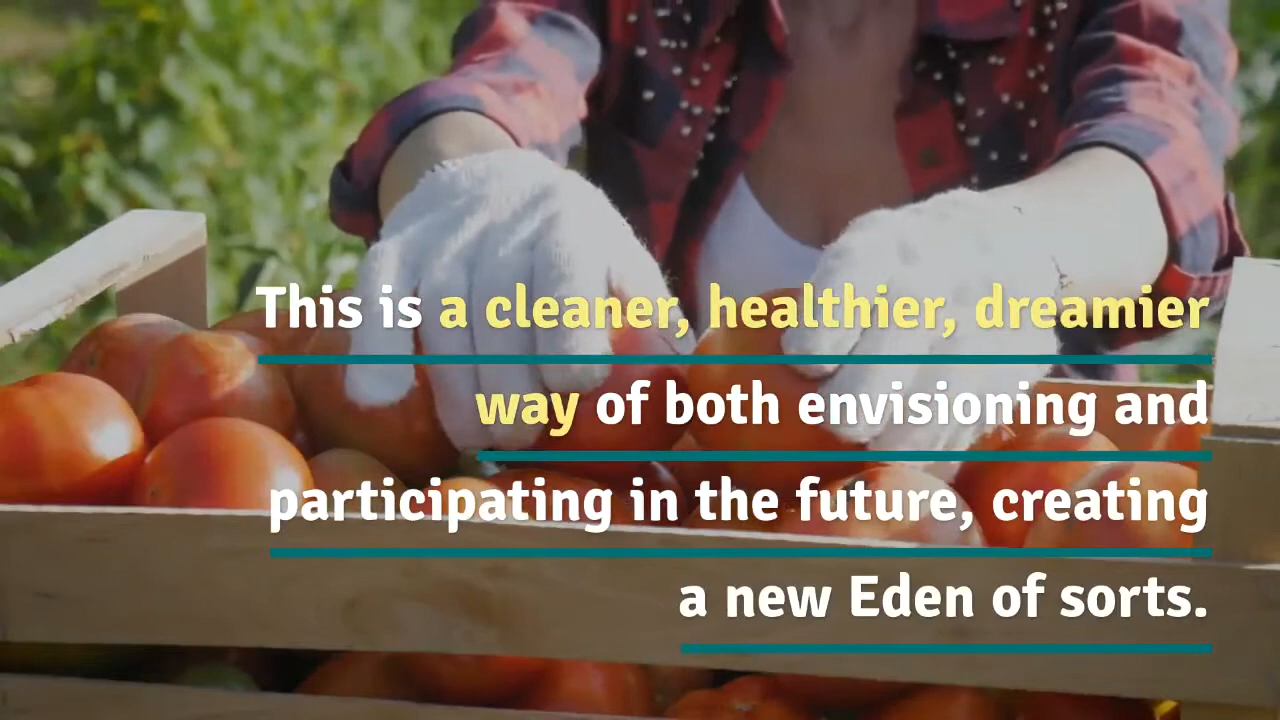 This is a cleaner, healthier, dreamier
way of both envisioning and
participating in the future, creating
a new Eden of sorts.